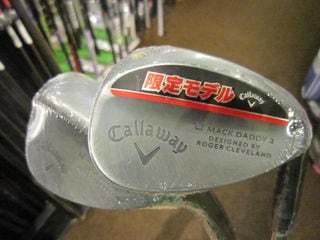 限定モデル
Callaway
Callaway
MACK DADDY 2
DESIGNED BY
ROGER CLEVELAND